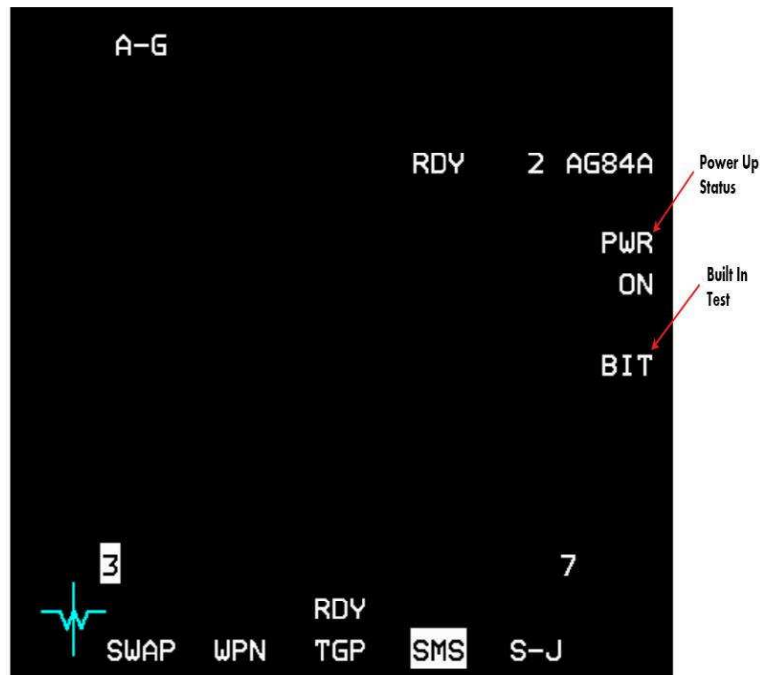 A-G
RDY 2 AG84A
Power Up
Status
PWR
ON
Built In
Test
BIT
3 7
RDY
SWAP WPN TGP SMS S-J